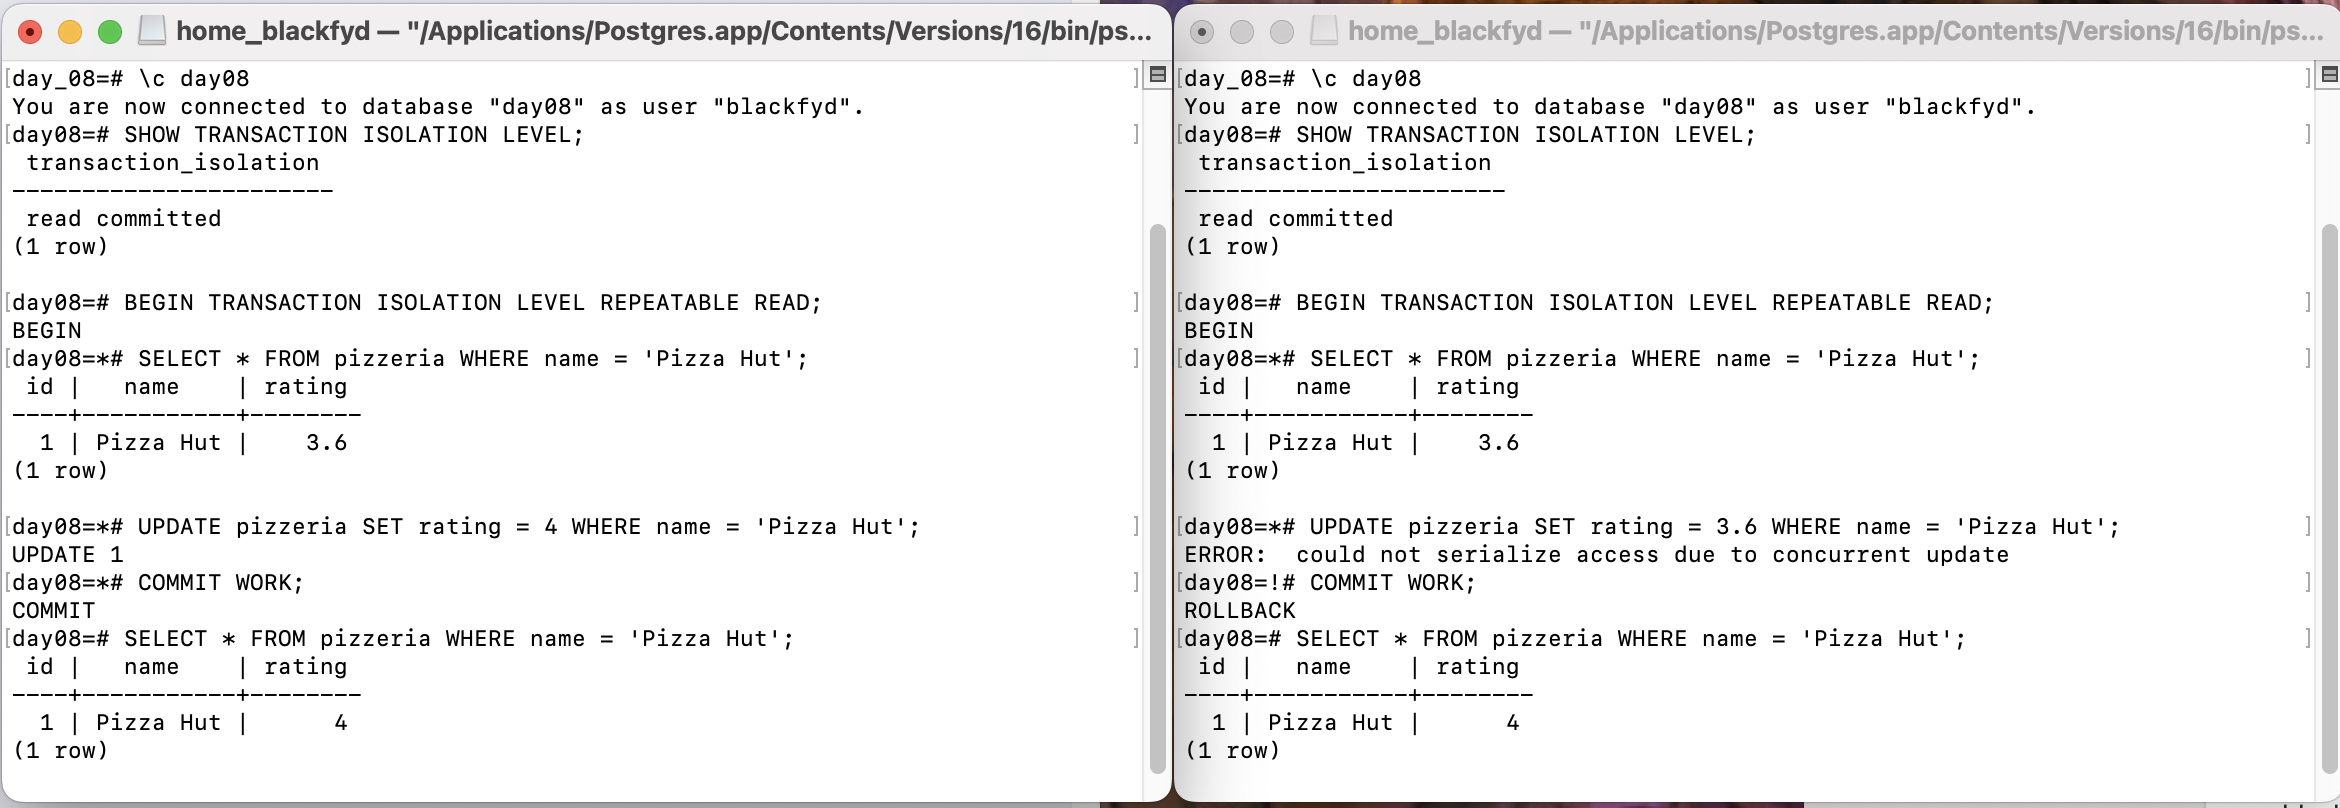 home_blackfyd — "/Applications/Postgres.app/Contents/Versions/16/bin/ps...
[day_08=# \c day08 ]
You are now connected to database "day08" as user "blackfyd".
[day08=# SHOW TRANSACTION ISOLATION LEVEL; ]
 transaction_isolation
-----------------------
 read committed
(1 row)

[day08=# BEGIN TRANSACTION ISOLATION LEVEL REPEATABLE READ; ]
BEGIN
[day08=*# SELECT * FROM pizzeria WHERE name = 'Pizza Hut'; ]
 id |   name    | rating
----+-----------+--------
  1 | Pizza Hut |    3.6
(1 row)

[day08=*# UPDATE pizzeria SET rating = 4 WHERE name = 'Pizza Hut'; ]
UPDATE 1
[day08=*# COMMIT WORK; ]
COMMIT
[day08=# SELECT * FROM pizzeria WHERE name = 'Pizza Hut'; ]
 id |   name    | rating
----+-----------+--------
  1 | Pizza Hut |      4
(1 row)

home_blackfyd — "/Applications/Postgres.app/Contents/Versions/16/bin/ps...
[day_08=# \c day08 ]
You are now connected to database "day08" as user "blackfyd".
[day08=# SHOW TRANSACTION ISOLATION LEVEL; ]
 transaction_isolation
-----------------------
 read committed
(1 row)

[day08=# BEGIN TRANSACTION ISOLATION LEVEL REPEATABLE READ; ]
BEGIN
[day08=*# SELECT * FROM pizzeria WHERE name = 'Pizza Hut'; ]
 id |   name    | rating
----+-----------+--------
  1 | Pizza Hut |    3.6
(1 row)

[day08=*# UPDATE pizzeria SET rating = 3.6 WHERE name = 'Pizza Hut'; ]
ERROR:  could not serialize access due to concurrent update
[day08=!# COMMIT WORK; ]
ROLLBACK
[day08=# SELECT * FROM pizzeria WHERE name = 'Pizza Hut'; ]
 id |   name    | rating
----+-----------+--------
  1 | Pizza Hut |      4
(1 row)